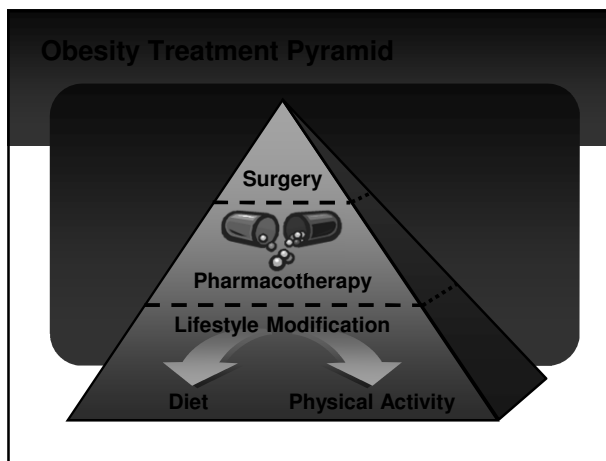 Obesity Treatment Pyramid
Surgery
Pharmacotherapy
Lifestyle Modification
Diet Physical Activity